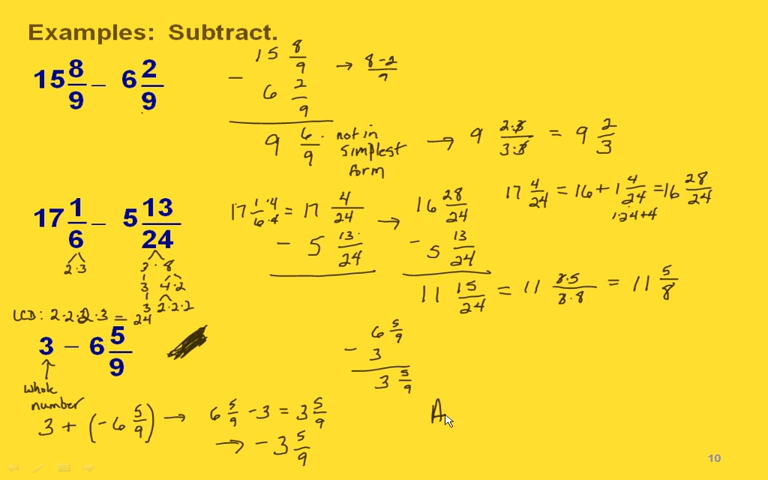 Examples: Subtract.
15 8/9 − 6 2/9
15 8/9 → 8-2/9
− 6 2/9
9 6/9 . not in simplest form → 9 2·3/3·3 = 9 2/3
17 1/6 − 5 13/24
2·3
3·8
3 4·2
3 2·2·2
17 1·4/6·4 = 17 4/24 → 16 28/24
− 5 13/24
- 5 13/24
11 15/24 = 11 3·5/3·8 = 11 5/8
17 4/24 = 16 + 1 4/24 = 16 28/24
1·24+4
LCD: 2·2·2·3 = 24
3 − 6 5/9
whole number
3 + (-6 5/9) → 6 5/9 - 3 = 3 5/9
→ - 3 5/9
6 5/9
− 3
3 5/9
A
10